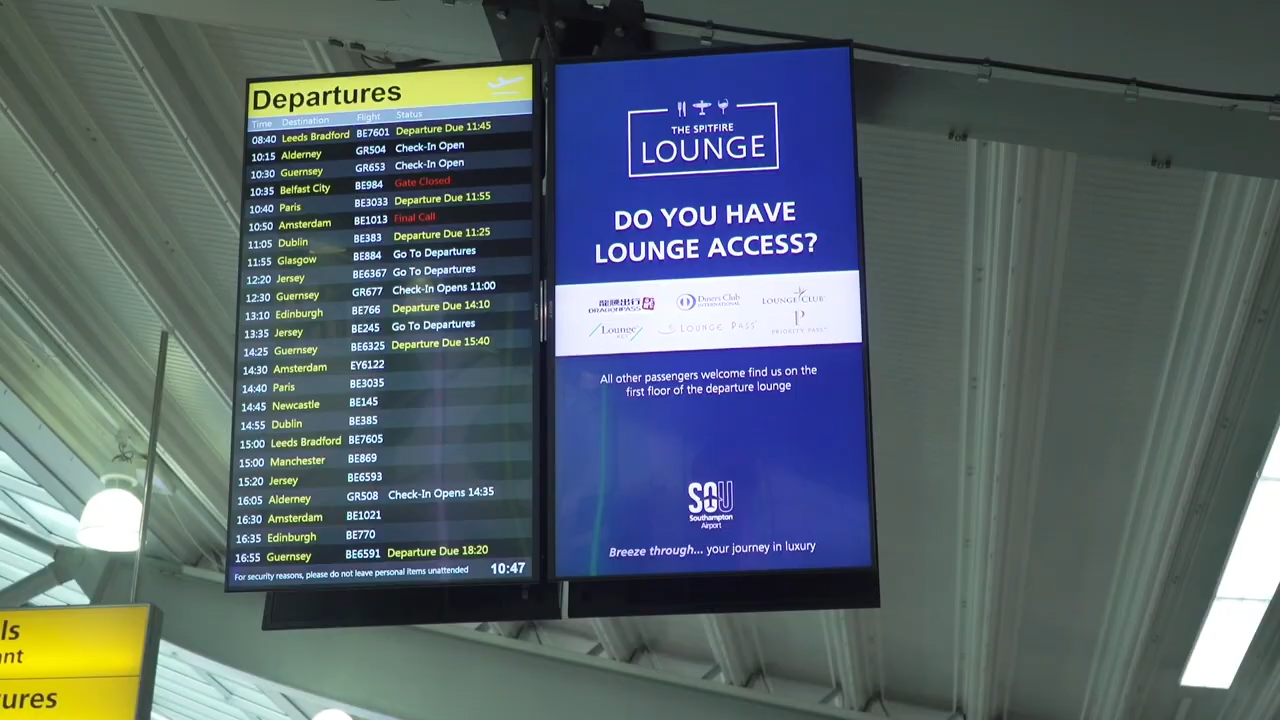 Departures
Time Destination Flight Status
08:40 Leeds Bradford BE7601 Departure Due 11:45
10:15 Alderney GR504 Check-In Open
10:30 Guernsey GR653 Check-In Open
10:35 Belfast City BE984 Gate Closed
10:40 Paris BE3033 Departure Due 11:55
10:50 Amsterdam BE1013 Final Call
11:05 Dublin BE383 Departure Due 11:25
11:55 Glasgow BE884 Go To Departures
12:20 Jersey BE6367 Go To Departures
12:30 Guernsey GR677 Check-In Opens 11:00
13:10 Edinburgh BE766 Departure Due 14:10
13:35 Jersey BE245 Go To Departures
14:25 Guernsey BE6325 Departure Due 15:40
14:30 Amsterdam EY6122
14:40 Paris BE3035
14:45 Newcastle BE145
14:55 Dublin BE385
15:00 Leeds Bradford BE7605
15:00 Manchester BE869
15:20 Jersey BE6593
16:05 Alderney GR508 Check-In Opens 14:35
16:30 Amsterdam BE1021
16:35 Edinburgh BE770
16:55 Guernsey BE6591 Departure Due 18:20
For security reasons, please do not leave personal items unattended 10:47
THE SPITFIRE
LOUNGE
DO YOU HAVE
LOUNGE ACCESS?
龍騰出行
DRAGONPASS
Diners Club
INTERNATIONAL
LOUNGE CLUB
Lounge
KEY
LOUNGE PASS
PRIORITY PASS
All other passengers welcome find us on the
first floor of the departure lounge
SOU
Southampton
Airport
Breeze through... your journey in luxury
ls
nt
ures